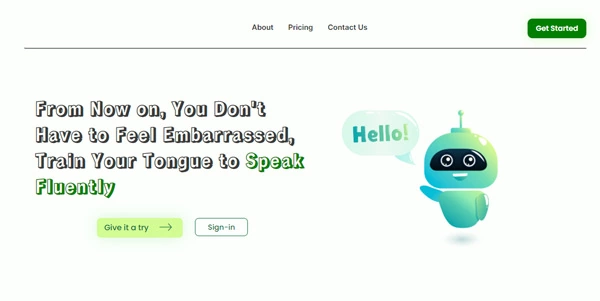 About Pricing Contact Us
Get Started
From Now on, You Don't
Have to Feel Embarrassed,
Train Your Tongue to Speak
Fluently
Hello!
Give it a try
Sign-in